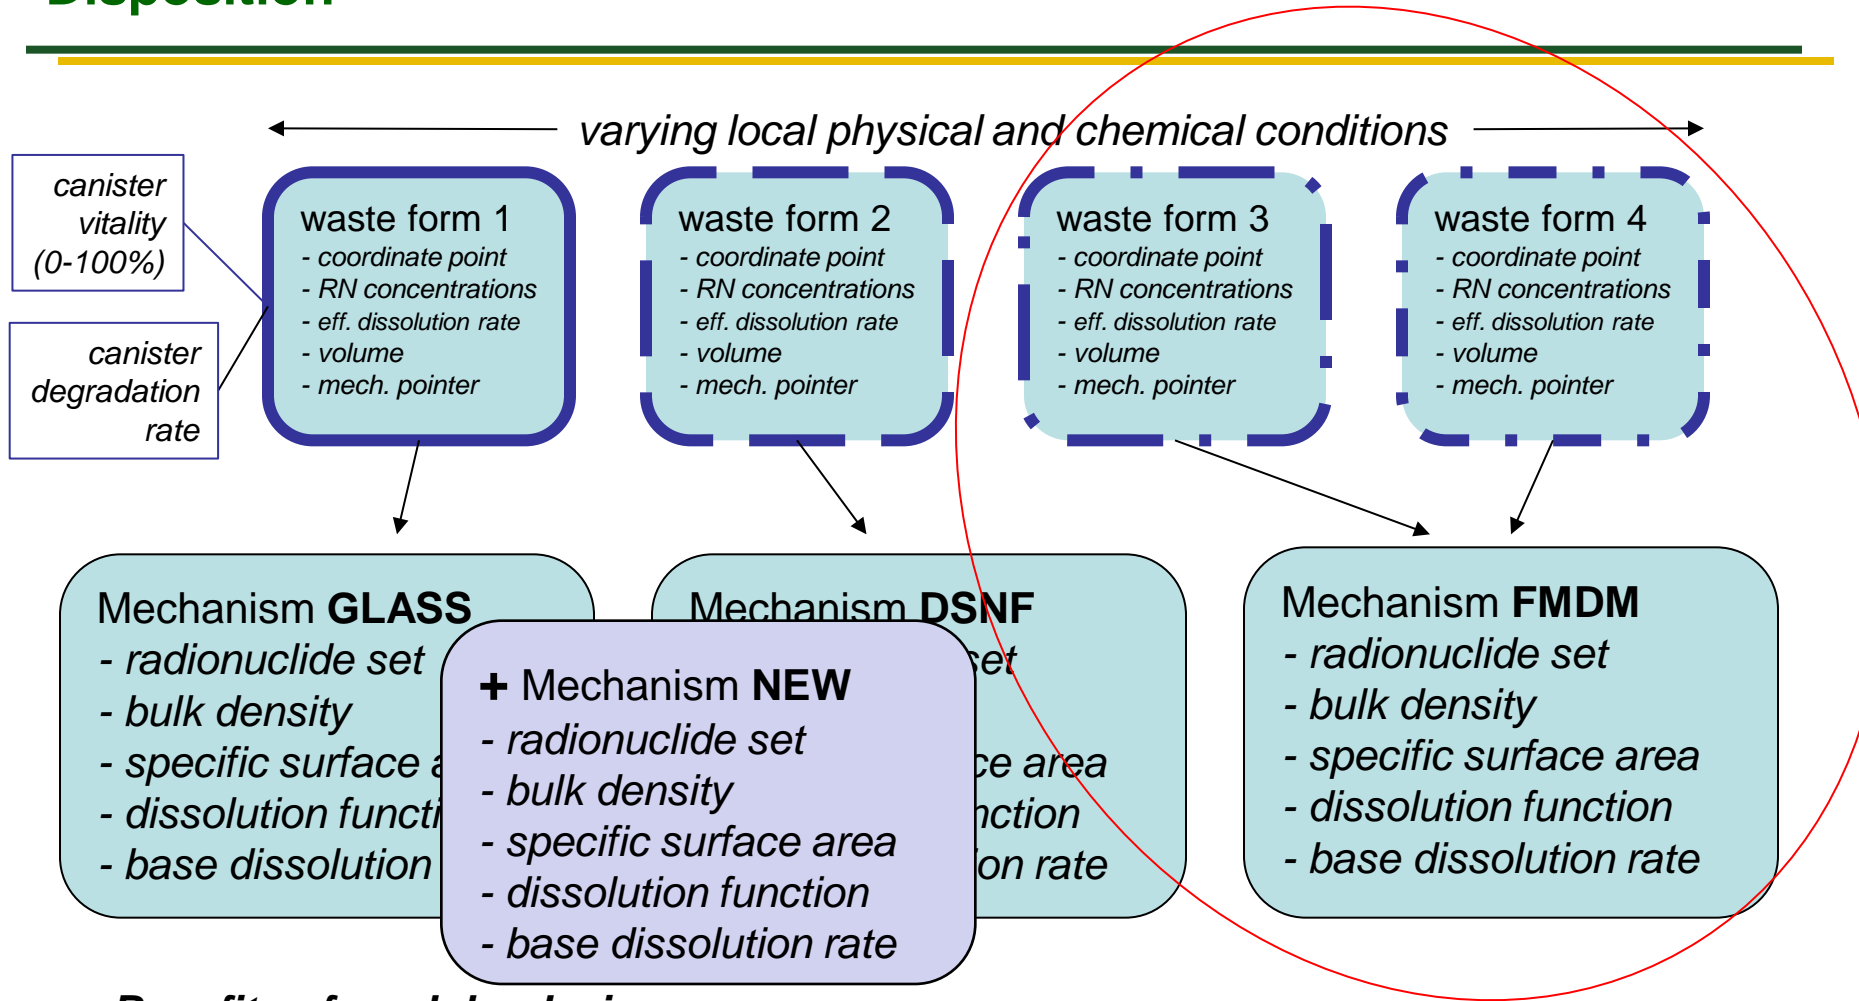 varying local physical and chemical conditions
canister
vitality
(0-100%)
canister
degradation
rate
waste form 1
- coordinate point
- RN concentrations
- eff. dissolution rate
- volume
- mech. pointer
waste form 2
- coordinate point
- RN concentrations
- eff. dissolution rate
- volume
- mech. pointer
waste form 3
- coordinate point
- RN concentrations
- eff. dissolution rate
- volume
- mech. pointer
waste form 4
- coordinate point
- RN concentrations
- eff. dissolution rate
- volume
- mech. pointer
Mechanism GLASS
- radionuclide set
- bulk density
- specific surface
- dissolution
- base dissolution
+ Mechanism NEW
- radionuclide set
- bulk density
- specific surface area
- dissolution function
- base dissolution rate
Mechanism DSNF
set
area
rate
Mechanism FMDM
- radionuclide set
- bulk density
- specific surface area
- dissolution function
- base dissolution rate